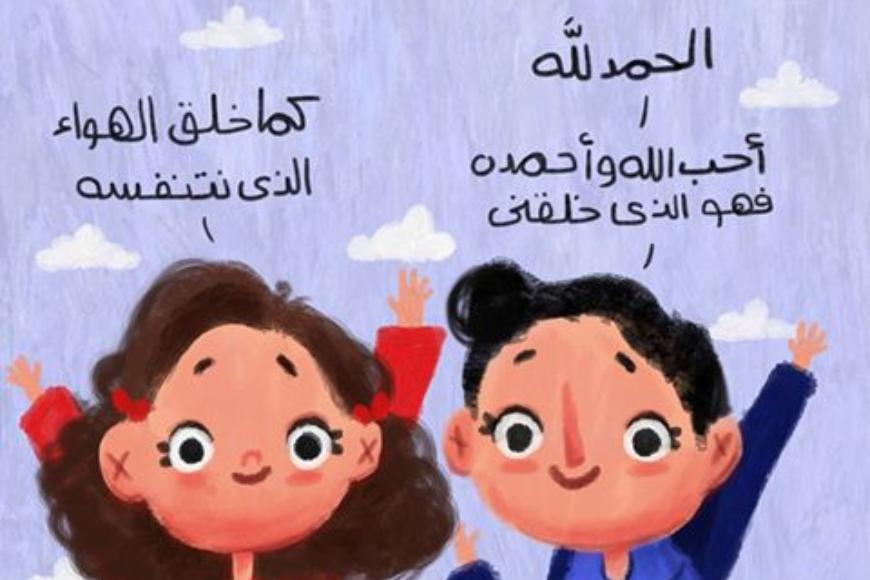 الحمد لله
أحب الله وأحمده
فهو الذى خلقنى
كما خلق الهواء
الذى نتنفسه